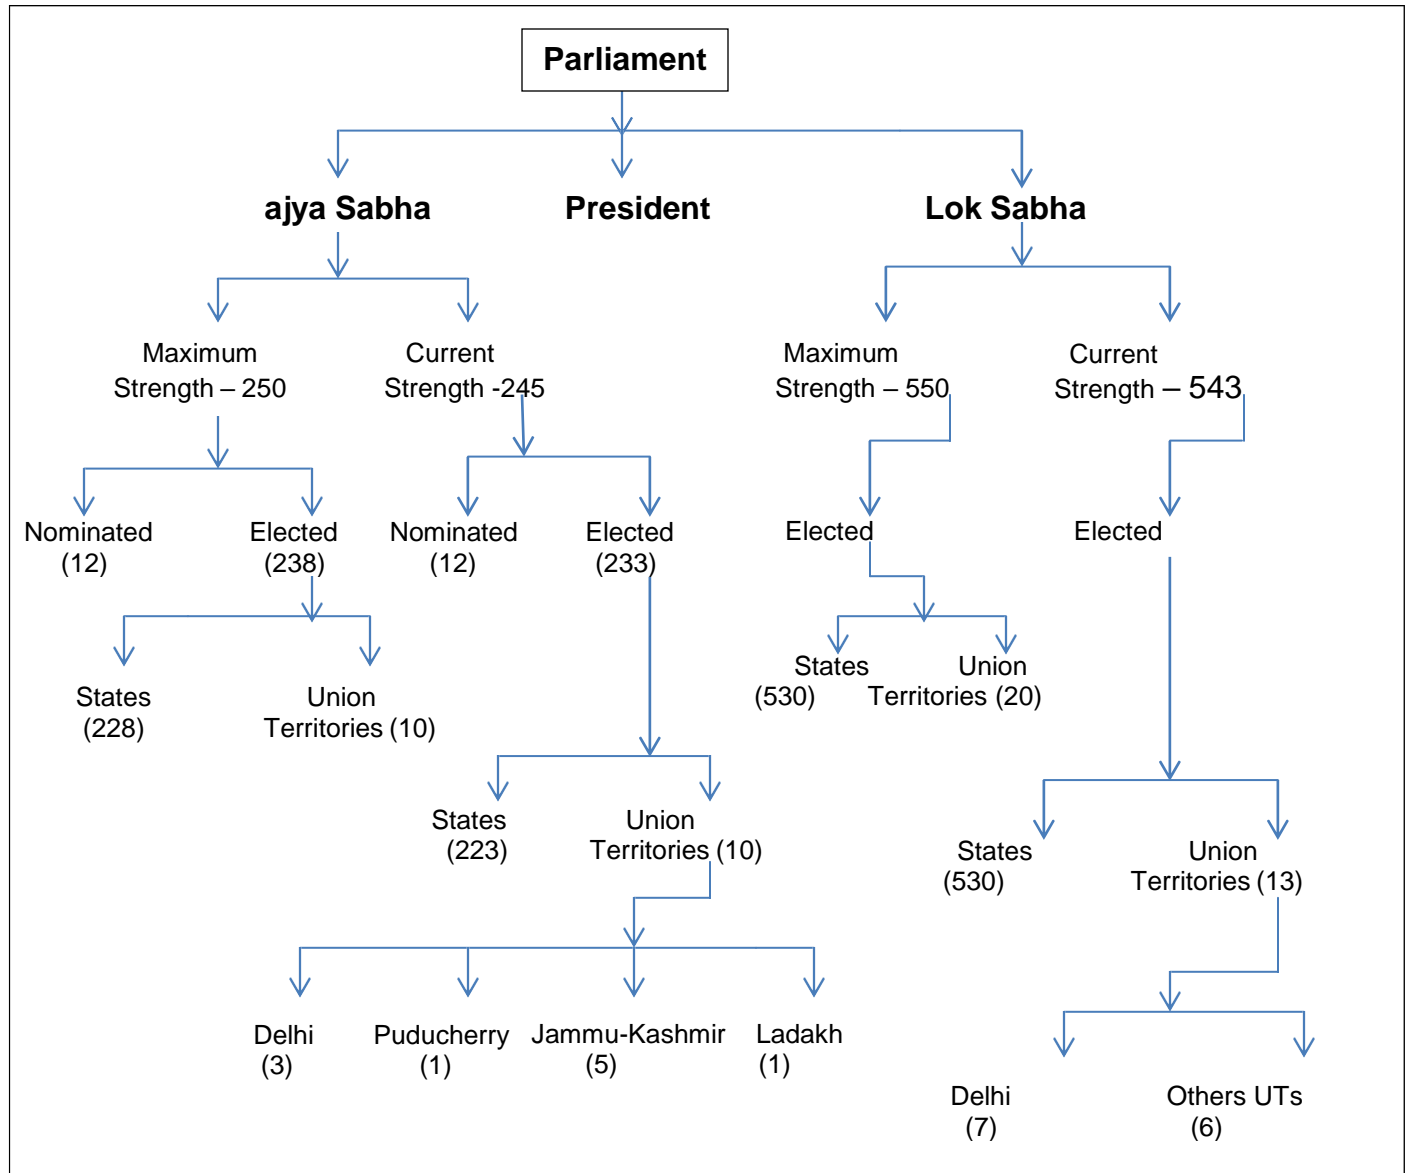 Parliament
ajya Sabha
President
Lok Sabha
Maximum
Strength – 250
Current
Strength -245
Maximum
Strength – 550
Current
Strength – 543
Nominated
(12)
Elected
(238)
Nominated
(12)
Elected
(233)
Elected
Elected
States
(228)
Union
Territories (10)
States
(530)
Union
Territories (20)
States
(223)
Union
Territories (10)
States
(530)
Union
Territories (13)
Delhi
(3)
Puducherry
(1)
Jammu-Kashmir
(5)
Ladakh
(1)
Delhi
(7)
Others UTs
(6)